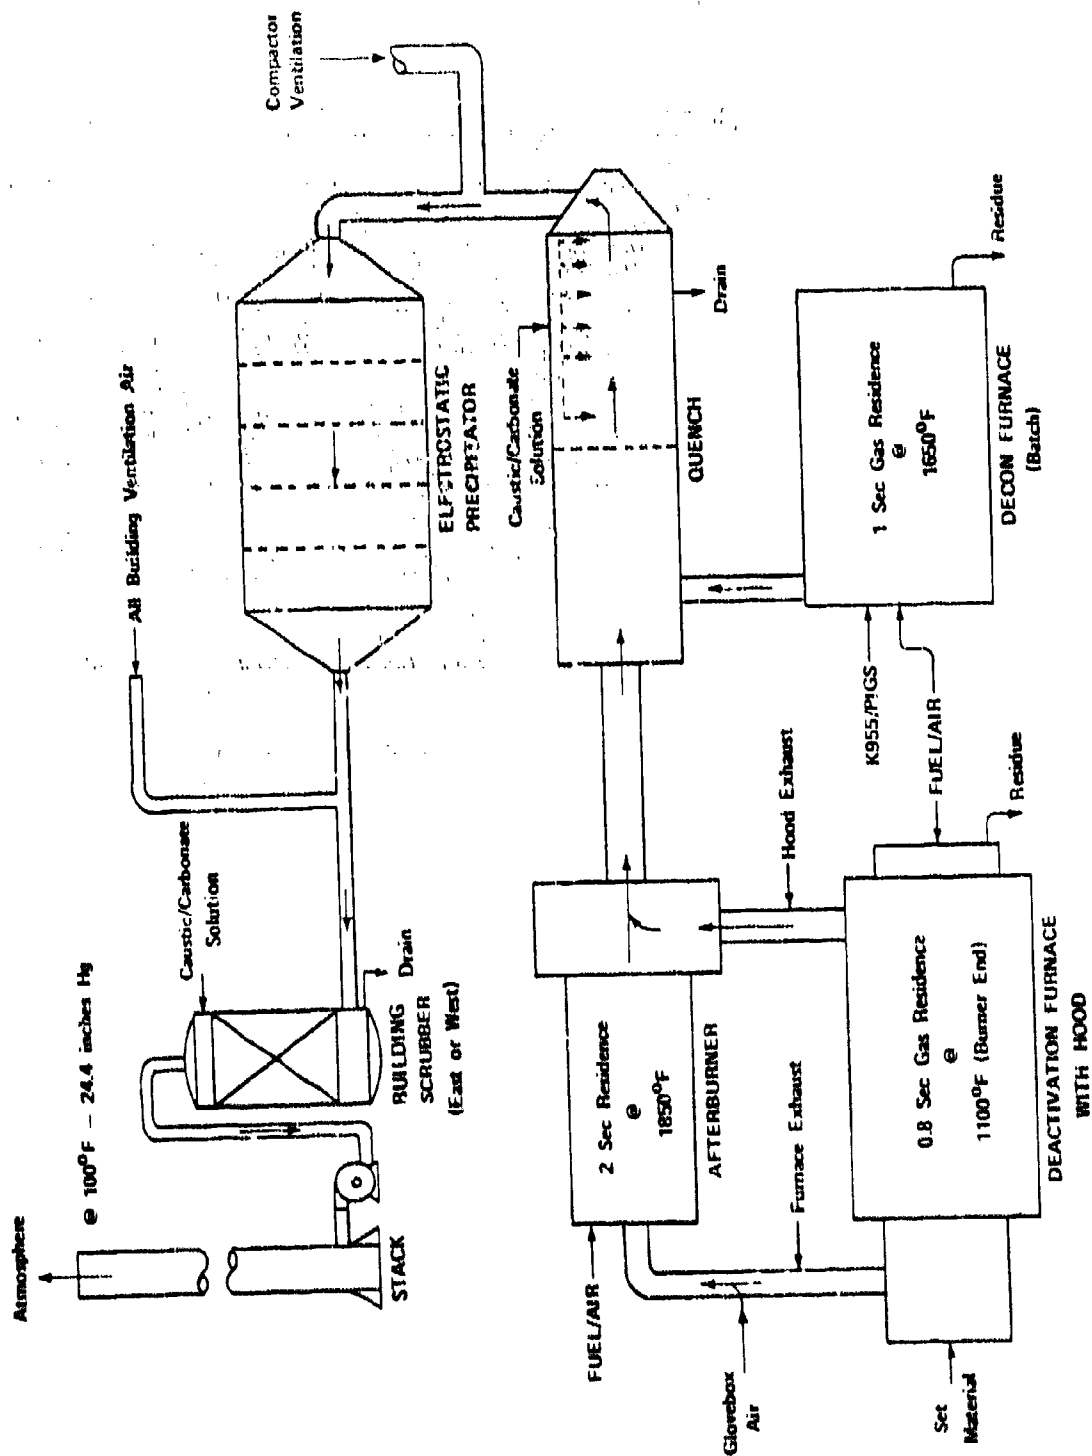 Atmosphere
@ 100°F – 24.4 inches Hg
STACK
Caustic/Carbonate
Solution
BUILDING
SCRUBBER
(East or West)
Drain
All Building Ventilation Air
ELECTROSTATIC
PRECIPITATOR
Compactor
Ventilation
FUEL/AIR
2 Sec Residence
@
1850°F
AFTERBURNER
Caustic/Carbonate
Solution
QUENCH
Drain
Glovebox
Air
Furnace Exhaust
Hood Exhaust
K955/PIGS
FUEL/AIR
1 Sec Gas Residence
@
1650°F
DECON FURNACE
(Batch)
Residue
Set
Material
0.8 Sec Gas Residence
@
1100°F (Burner End)
DEACTIVATION FURNACE
WITH HOOD
Residue